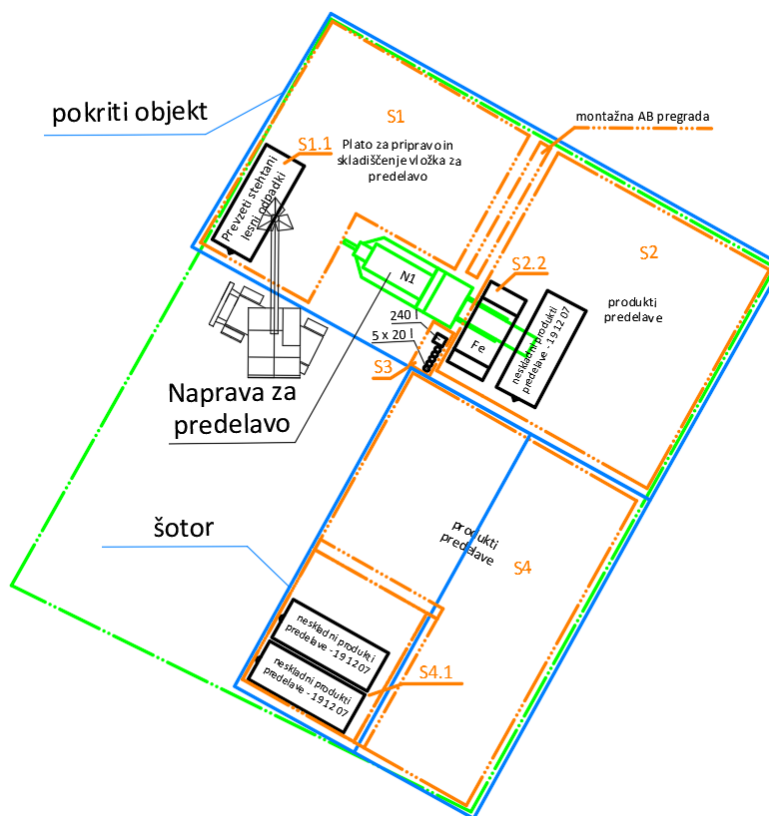 pokriti objekt
S1
montažna AB pregrada
S1.1
Plato za pripravo in
skladiščenje vložka za
predelavo
Prevzeti stehtani
lesni odpadki
S2
N1
S2.2
produkti
predelave
240 l
5 x 20 l
Fe
neskladni produkti
predelave - 19 12 07
S3
Naprava za
predelavo
šotor
produkti
predelave
S4
neskladni produkti
predelave - 19 12 07
neskladni produkti
predelave - 19 12 07
S4.1